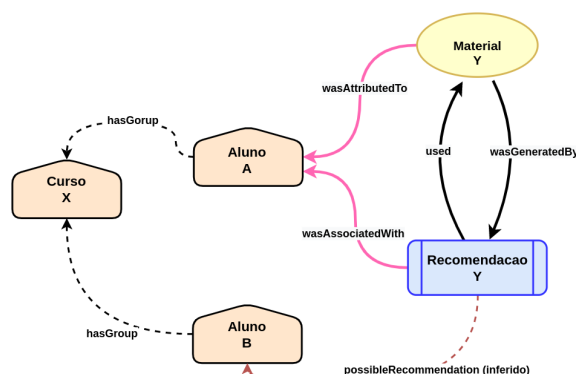 Material
Y
wasAttributedTo
hasGorup
Aluno
A
used
wasGeneratedBy
Curso
X
wasAssociatedWith
Recomendacao
Y
Aluno
B
hasGroup
possibleRecommendation (inferido)